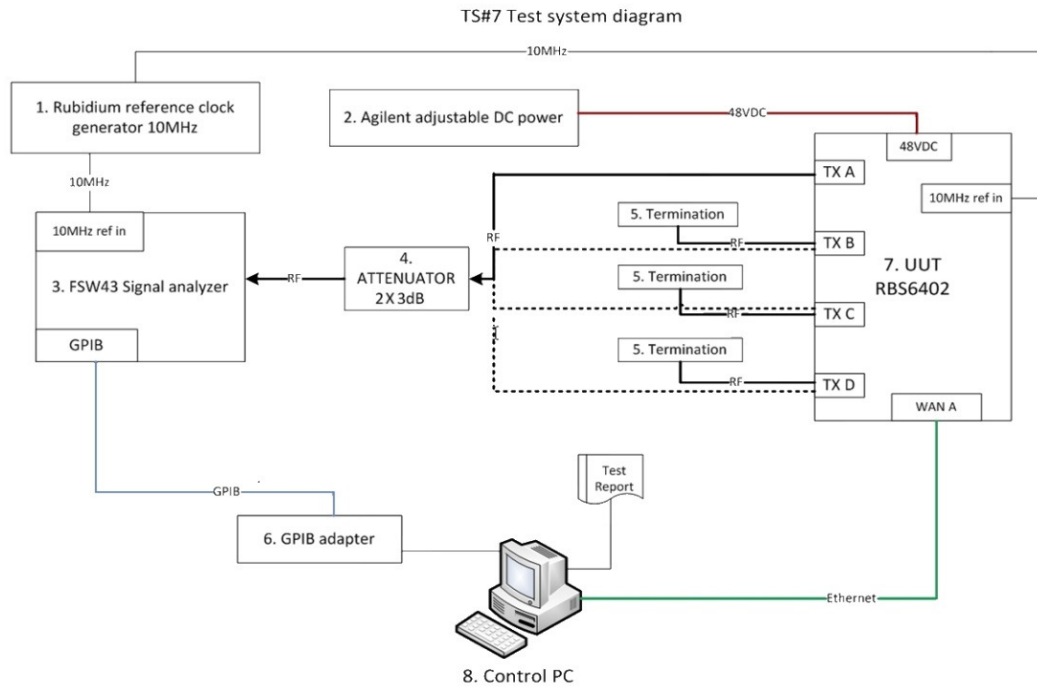 TS#7 Test system diagram
10MHz
1. Rubidium reference clock
generator 10MHz
2. Agilent adjustable DC power
48VDC
48VDC
10MHz
TX A
10MHz ref in
10MHz ref in
5. Termination
RF
RF
TX B
4.
ATTENUATOR
2 X 3dB
RF
3. FSW43 Signal analyzer
7. UUT
RBS6402
5. Termination
RF
TX C
GPIB
5. Termination
RF
TX D
WAN A
Test
Report
GPIB
6. GPIB adapter
Ethernet
8. Control PC